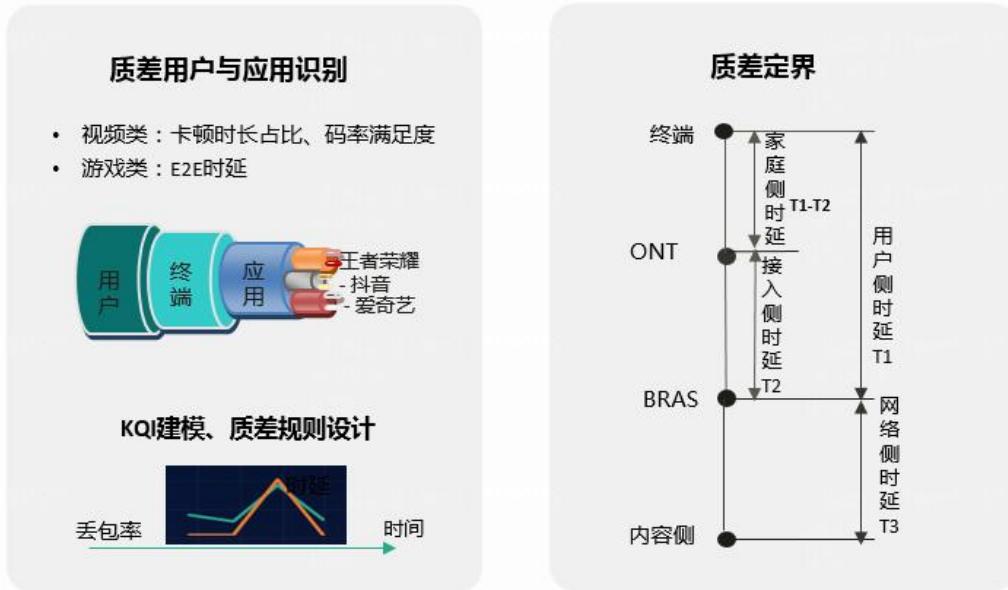 质差用户与应用识别
• 视频类：卡顿时长占比、码率满足度
• 游戏类：E2E时延
用户
终端
应用
王者荣耀
- 抖音
- 爱奇艺
KQI建模、质差规则设计
时延
丢包率
时间
质差定界
终端
家庭侧时延
T1-T2
ONT
接入侧时延
T2
用户侧时延
T1
BRAS
网络侧时延
T3
内容侧